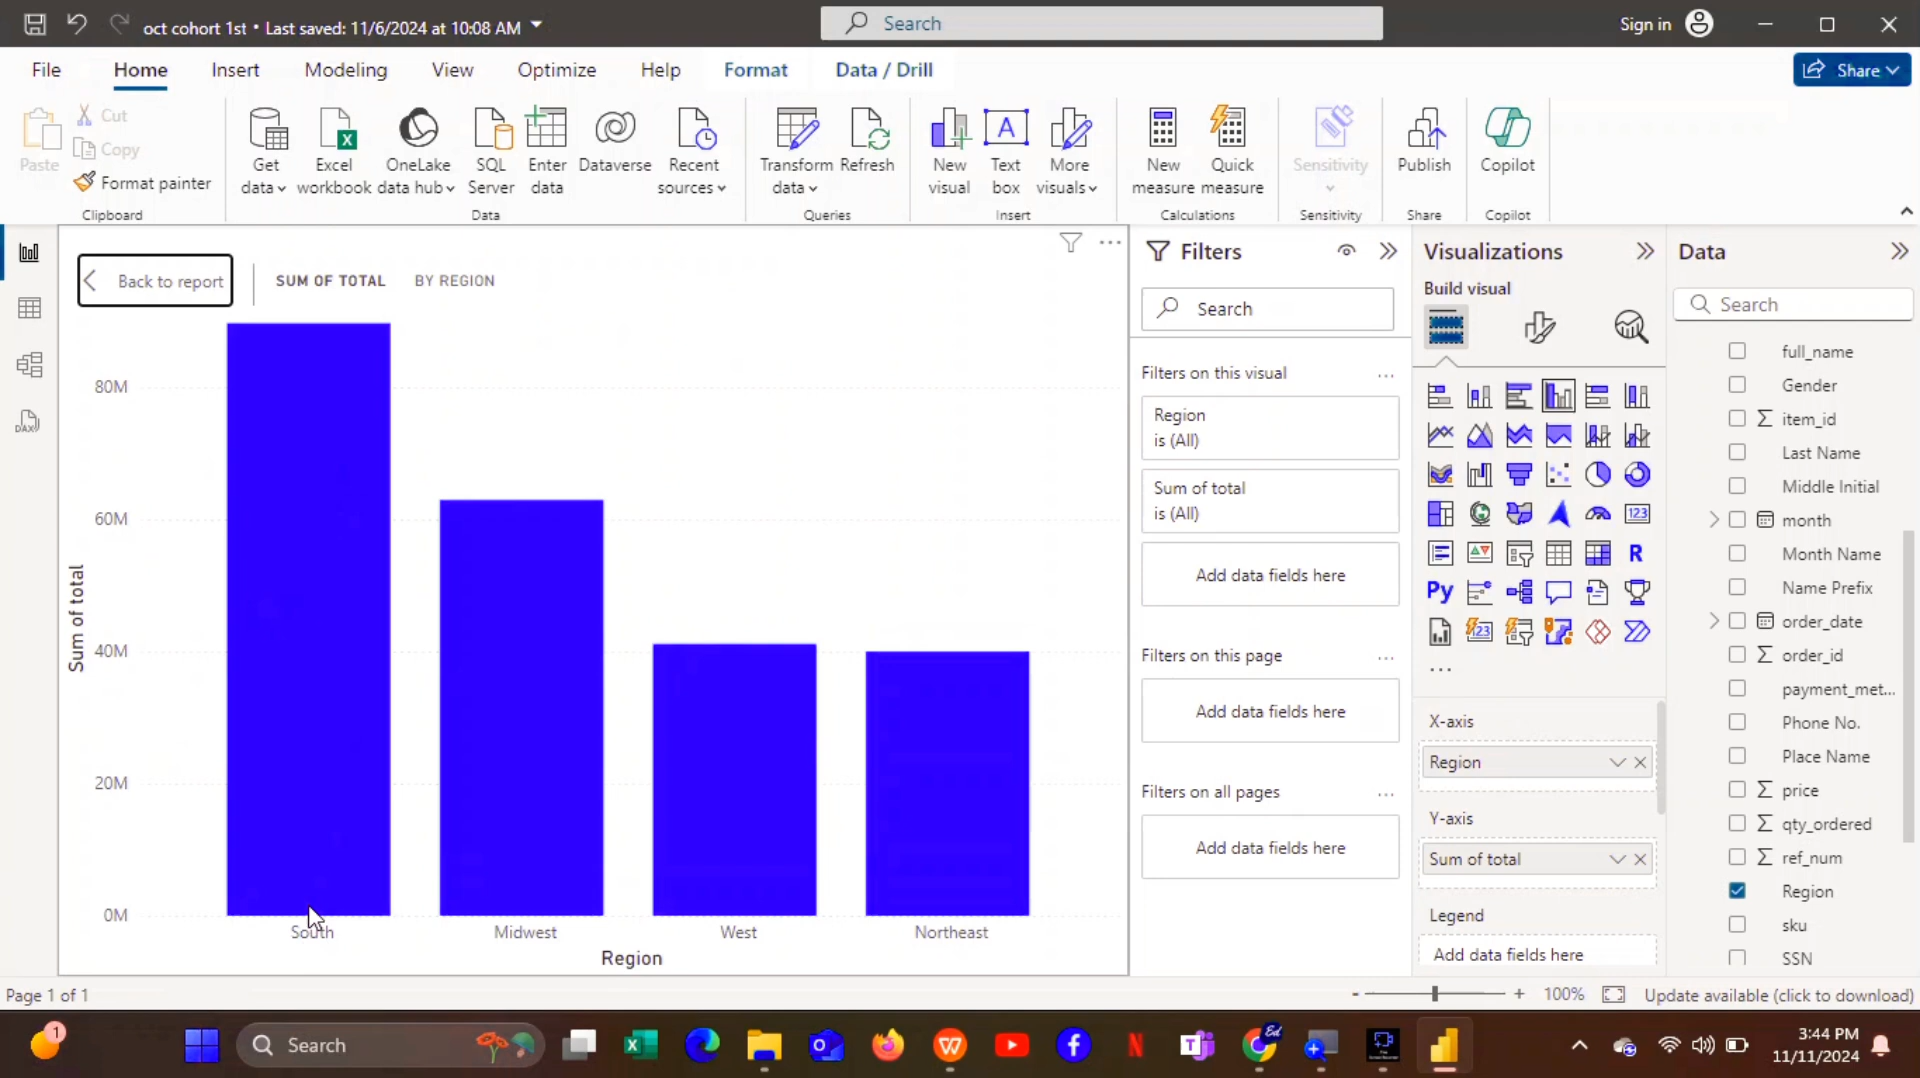 oct cohort 1st • Last saved: 11/6/2024 at 10:08 AM
Search
Sign in
File
Home
Insert
Modeling
View
Optimize
Help
Format
Data / Drill
Share
Paste
Cut
Copy
Format painter
Clipboard
Get data
Excel workbook
OneLake data hub
SQL Server
Enter data
Dataverse
Recent sources
Data
Transform data
Refresh
Queries
New visual
Text box
More visuals
Insert
New measure
Quick measure
Calculations
Sensitivity
Sensitivity
Publish
Share
Copilot
Copilot
Back to report
SUM OF TOTAL
BY REGION
80M
60M
40M
20M
0M
Sum of total
South
Midwest
West
Northeast
Region
Filters
Search
Filters on this visual
Region
is (All)
Sum of total
is (All)
Add data fields here
Filters on this page
Add data fields here
Filters on all pages
Add data fields here
Visualizations
Build visual
123
R
Py
123
X-axis
Region
Y-axis
Sum of total
Legend
Add data fields here
Data
Search
full_name
Gender
item_id
Last Name
Middle Initial
month
Month Name
Name Prefix
order_date
order_id
payment_met...
Phone No.
Place Name
price
qty_ordered
ref_num
Region
sku
SSN
DAX
Page 1 of 1
- + 100%
Update available (click to download)
1
Search
Ed
3:44 PM
11/11/2024